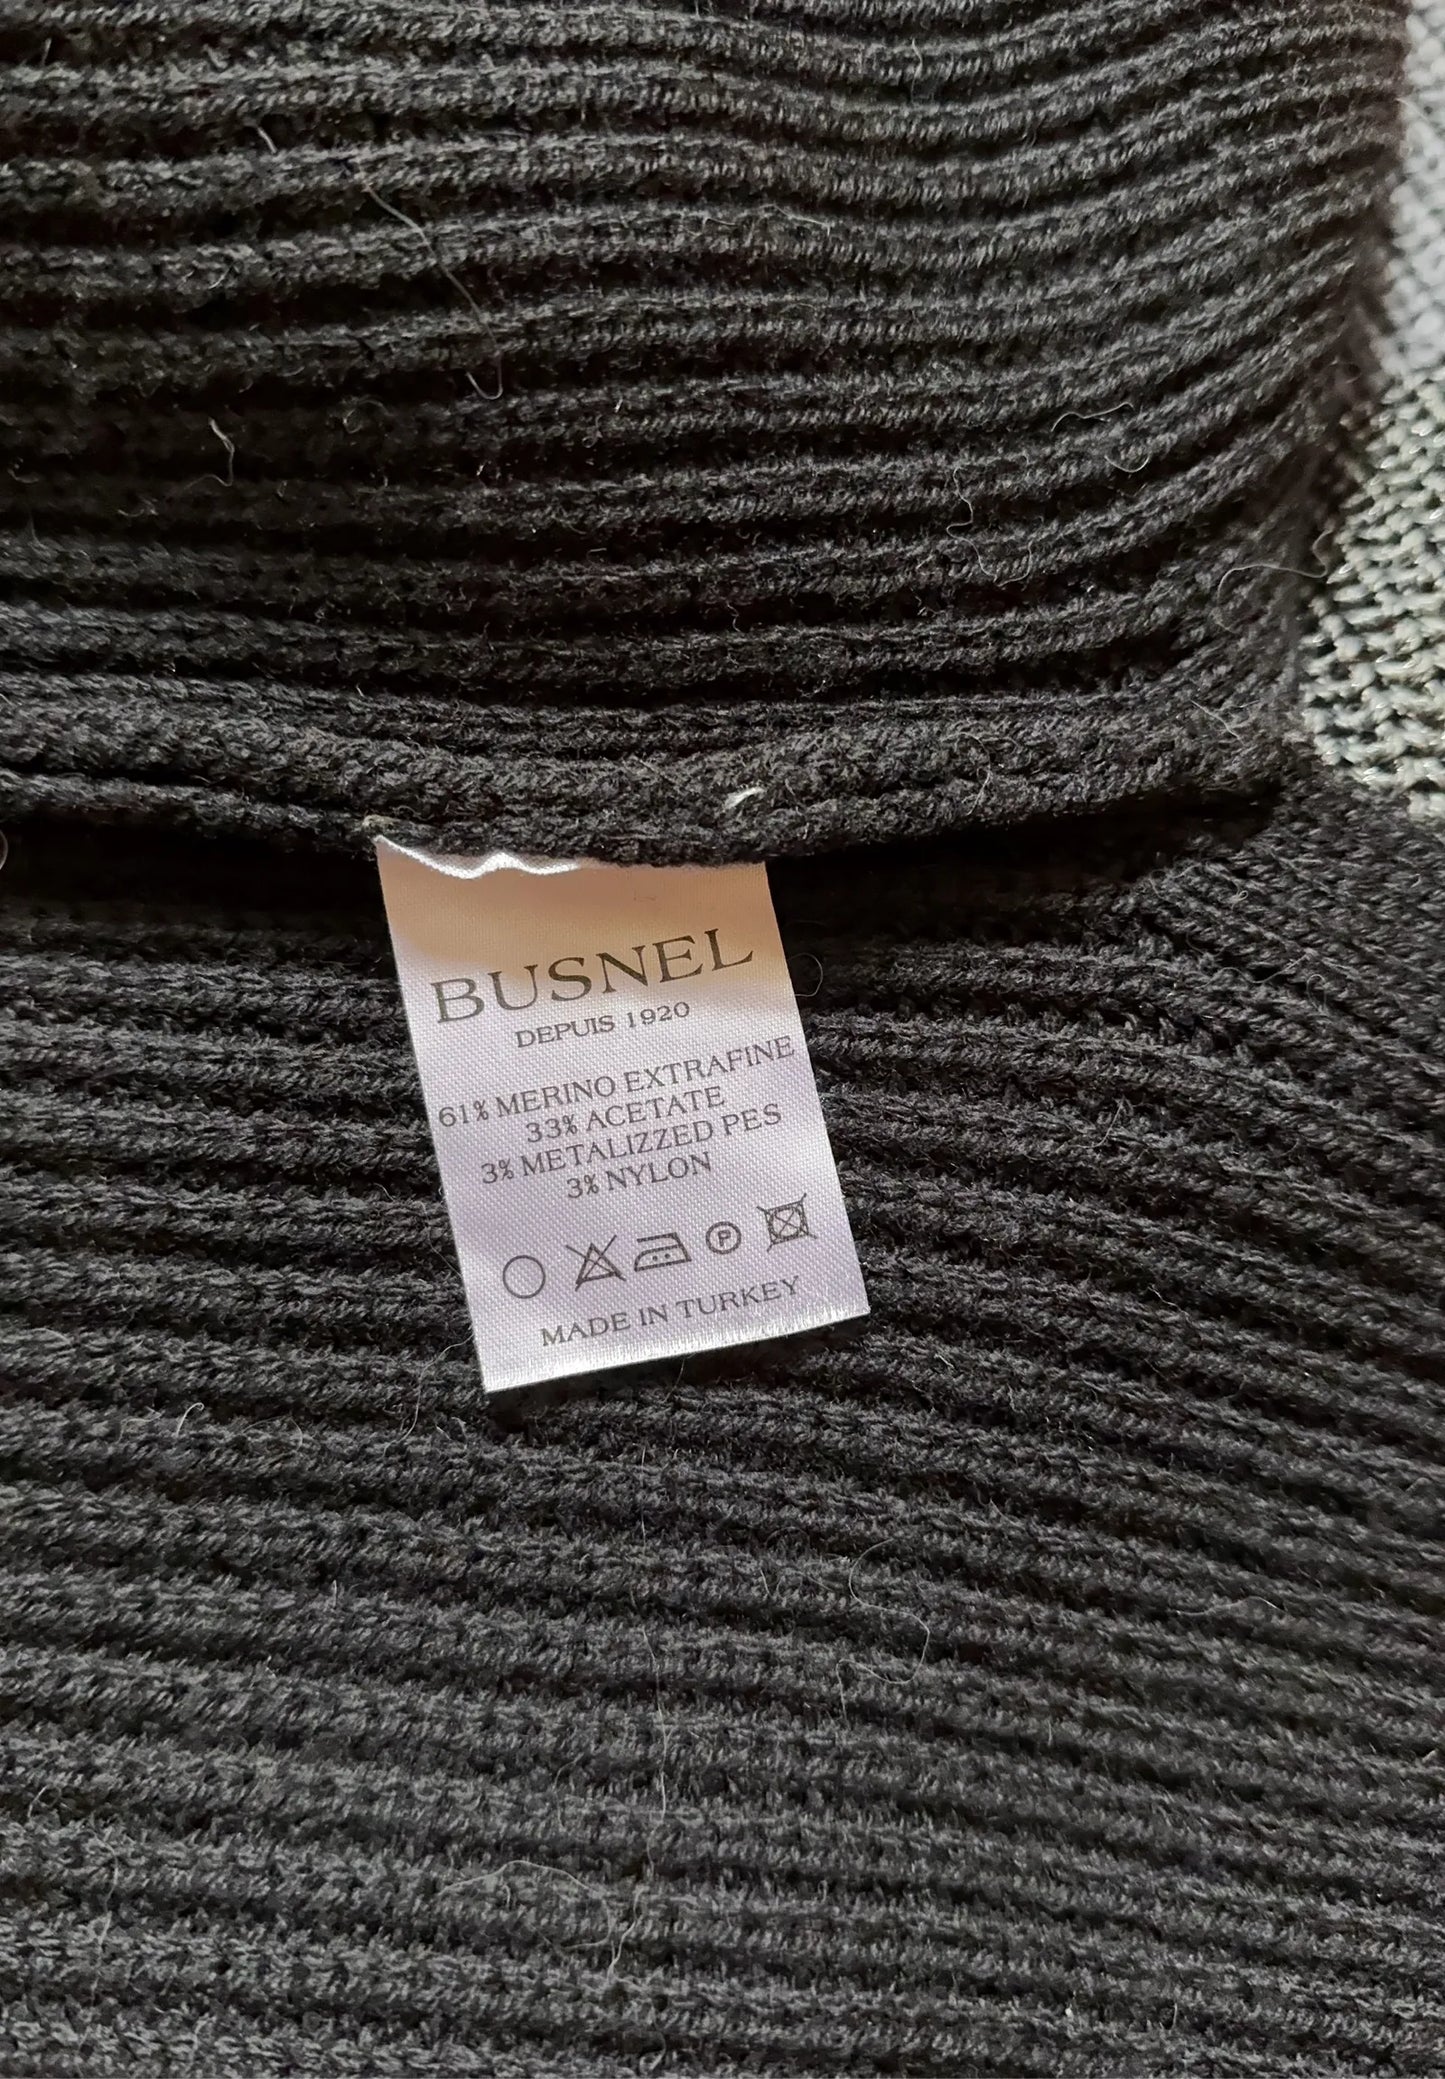 BUSNEL
DEPUIS 1920
61% MERINO EXTRAFINE
33% ACETATE
3% METALIZZED PES
3% NYLON
P
MADE IN TURKEY